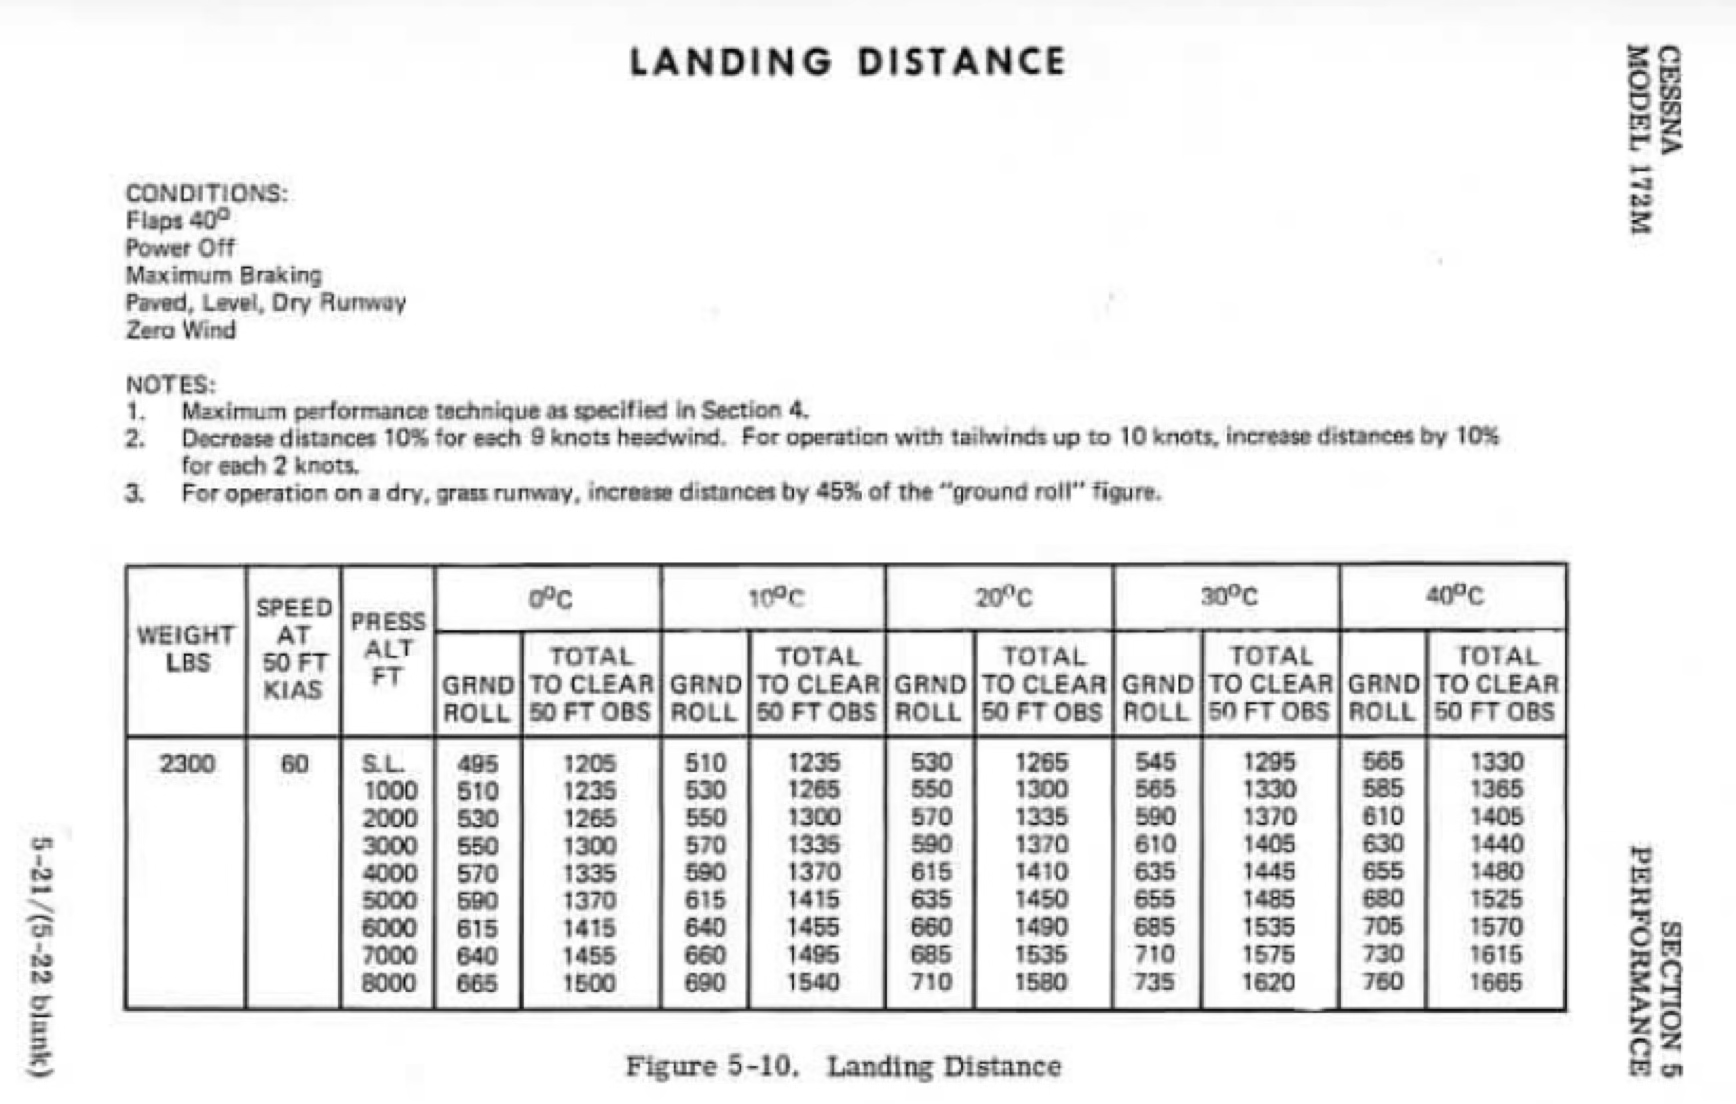 LANDING DISTANCE
CESSNA
MODEL 172M
CONDITIONS:
Flaps 40°
Power Off
Maximum Braking
Paved, Level, Dry Runway
Zero Wind
NOTES:
1. Maximum performance technique as specified in Section 4.
2. Decrease distances 10% for each 9 knots headwind. For operation with tailwinds up to 10 knots, increase distances by 10%
for each 2 knots.
3. For operation on a dry, grass runway, increase distances by 45% of the "ground roll" figure.
WEIGHT LBS SPEED AT 50 FT KIAS PRESS ALT FT 0°C 10°C 20°C 30°C 40°C
GRND ROLL TOTAL TO CLEAR 50 FT OBS GRND ROLL TOTAL TO CLEAR 50 FT OBS GRND ROLL TOTAL TO CLEAR 50 FT OBS GRND ROLL TOTAL TO CLEAR 50 FT OBS GRND ROLL TOTAL TO CLEAR 50 FT OBS
2300 60 S.L. 495 1205 510 1235 530 1265 545 1295 565 1330
1000 510 1235 530 1265 550 1300 565 1330 585 1365
2000 530 1265 550 1300 570 1335 590 1370 610 1405
3000 550 1300 570 1335 590 1370 610 1405 630 1440
4000 570 1335 590 1370 615 1410 635 1445 655 1480
5000 590 1370 615 1415 635 1450 655 1485 680 1525
6000 615 1415 640 1455 660 1490 685 1535 705 1570
7000 640 1455 660 1495 685 1535 710 1575 730 1615
8000 665 1500 690 1540 710 1580 735 1620 760 1665
Figure 5-10. Landing Distance
SECTION 5
PERFORMANCE
5-21/(5-22 blank)